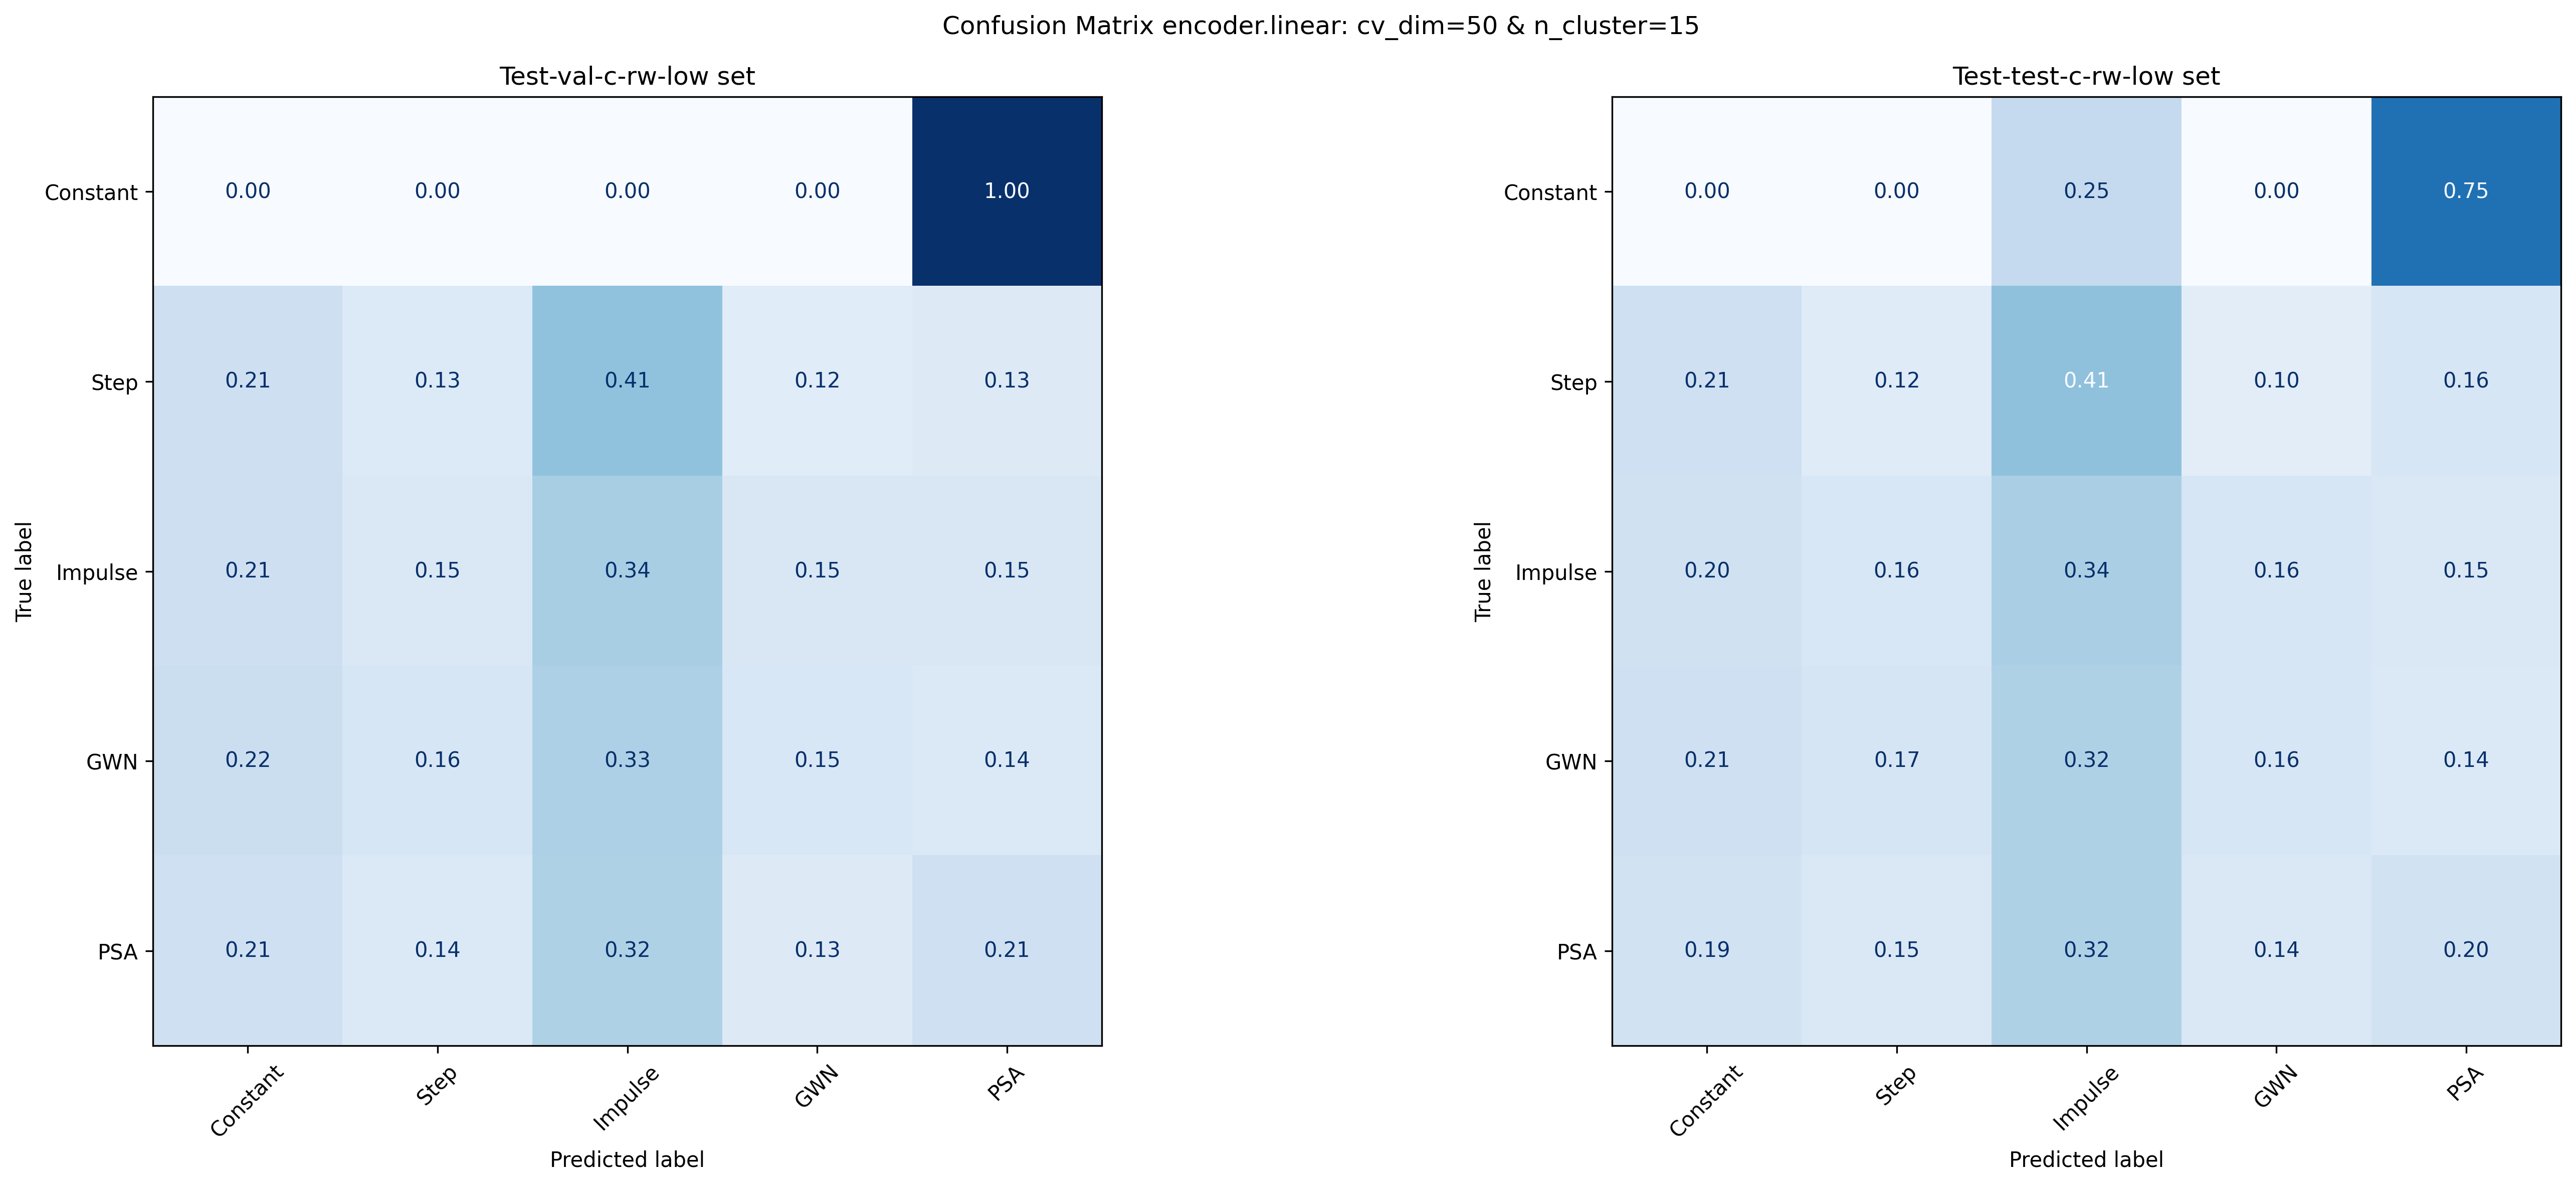 Confusion Matrix encoder.linear: cv_dim=50 & n_cluster=15
Test-val-c-rw-low set
True label
Constant 0.00 0.00 0.00 0.00 1.00
Step 0.21 0.13 0.41 0.12 0.13
Impulse 0.21 0.15 0.34 0.15 0.15
GWN 0.22 0.16 0.33 0.15 0.14
PSA 0.21 0.14 0.32 0.13 0.21
Constant Step Impulse GWN PSA
Predicted label
Test-test-c-rw-low set
True label
Constant 0.00 0.00 0.25 0.00 0.75
Step 0.21 0.12 0.41 0.10 0.16
Impulse 0.20 0.16 0.34 0.16 0.15
GWN 0.21 0.17 0.32 0.16 0.14
PSA 0.19 0.15 0.32 0.14 0.20
Constant Step Impulse GWN PSA
Predicted label